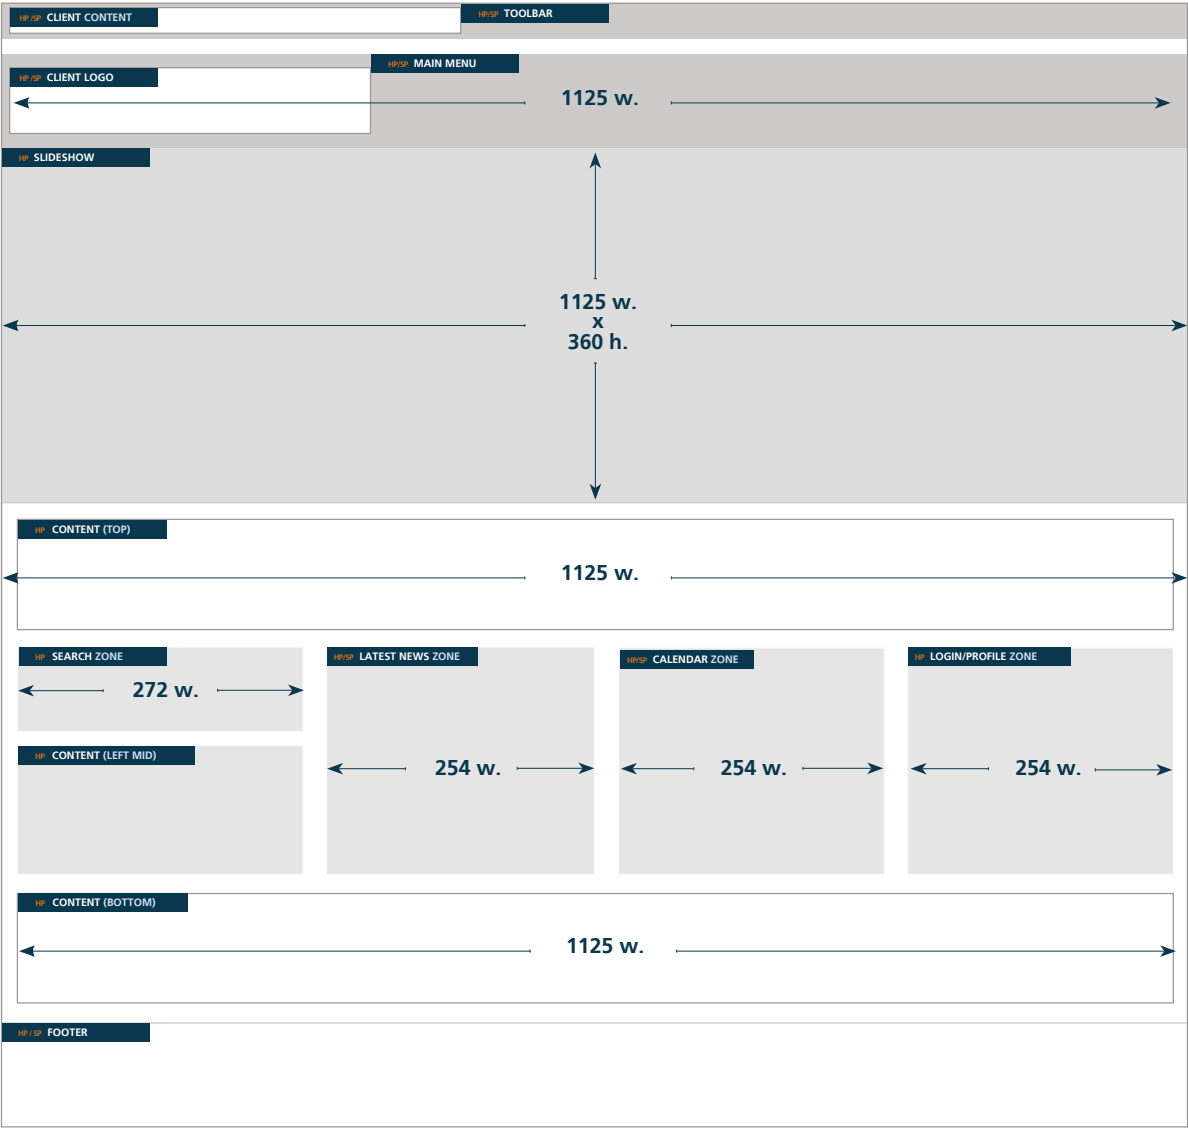 HP/SP CLIENT CONTENT
HP/SP TOOLBAR
HP/SP CLIENT LOGO
HP/SP MAIN MENU
1125 w.
HP SLIDESHOW
1125 w.
x
360 h.
HP CONTENT (TOP)
1125 w.
HP SEARCH ZONE
272 w.
HP/SP LATEST NEWS ZONE
HP/SP CALENDAR ZONE
HP LOGIN/PROFILE ZONE
HP CONTENT (LEFT MID)
254 w.
254 w.
254 w.
HP CONTENT (BOTTOM)
1125 w.
HP/SP FOOTER